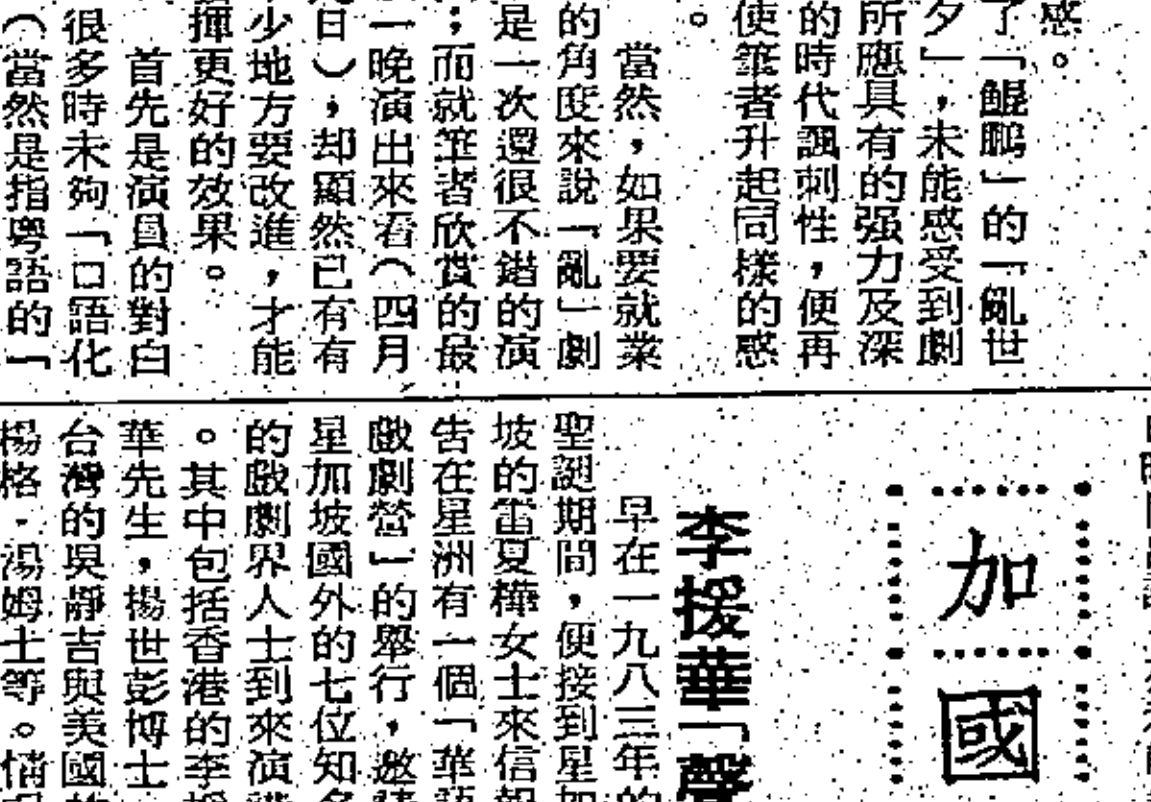 感。
了「鯤鵬」的「亂世
夕」，未能感受到劇
所應具有的强力及深
的時代諷刺性，便再
使筆者升起同樣的感
。
當然，如果要就業
的角度來說「亂」劇
是一次還很不錯的演
；而就筆者欣賞的最
一晚演出來看（四月
日），却顯然已有有
少地方要改進，才能
揮更好的效果。
首先是演員的對白
很多時未夠「口語化
（當然是指粵語的「
加國
李援華「聲
早在一九八三年的
聖誕期間，便接到星加
坡的雷夏樺女士來信報
告在星洲有一個「華語
戲劇營」的舉行，邀請
星加坡國外的七位知名
的戲劇界人士到來演講
。其中包括香港的李援
華先生，楊世彭博士
台灣的吳靜吉與美國的
楊格．湯姆士等。情